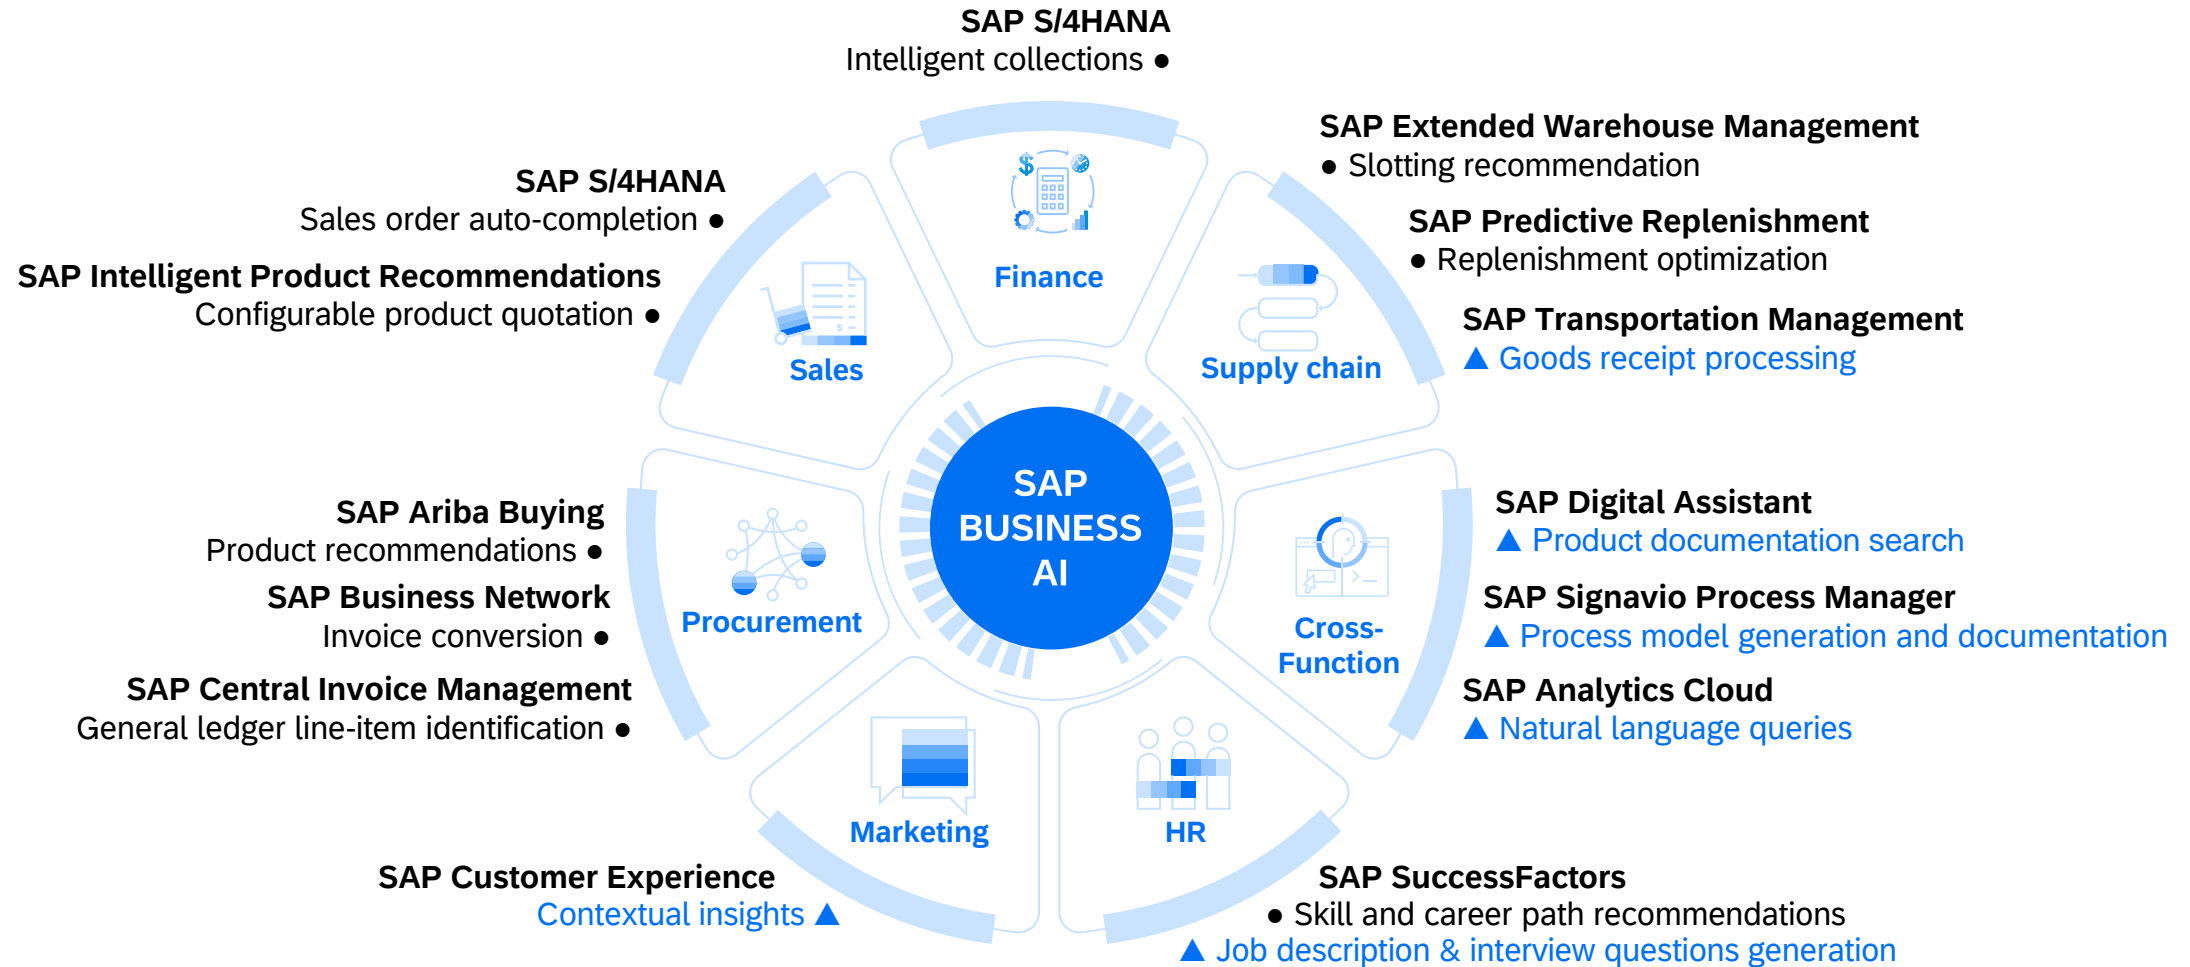 SAP S/4HANA
Intelligent collections ●
SAP Extended Warehouse Management
● Slotting recommendation
SAP Predictive Replenishment
● Replenishment optimization
SAP Transportation Management
▲ Goods receipt processing
SAP Digital Assistant
▲ Product documentation search
SAP Signavio Process Manager
▲ Process model generation and documentation
SAP Analytics Cloud
▲ Natural language queries
SAP SuccessFactors
● Skill and career path recommendations
▲ Job description & interview questions generation
SAP Customer Experience
Contextual insights ▲
SAP Ariba Buying
Product recommendations ●
SAP Business Network
Invoice conversion ●
SAP Central Invoice Management
General ledger line-item identification ●
SAP S/4HANA
Sales order auto-completion ●
SAP Intelligent Product Recommendations
Configurable product quotation ●
$
Finance
Supply chain
Cross-
Function
HR
Marketing
Procurement
$
Sales
SAP
BUSINESS
AI